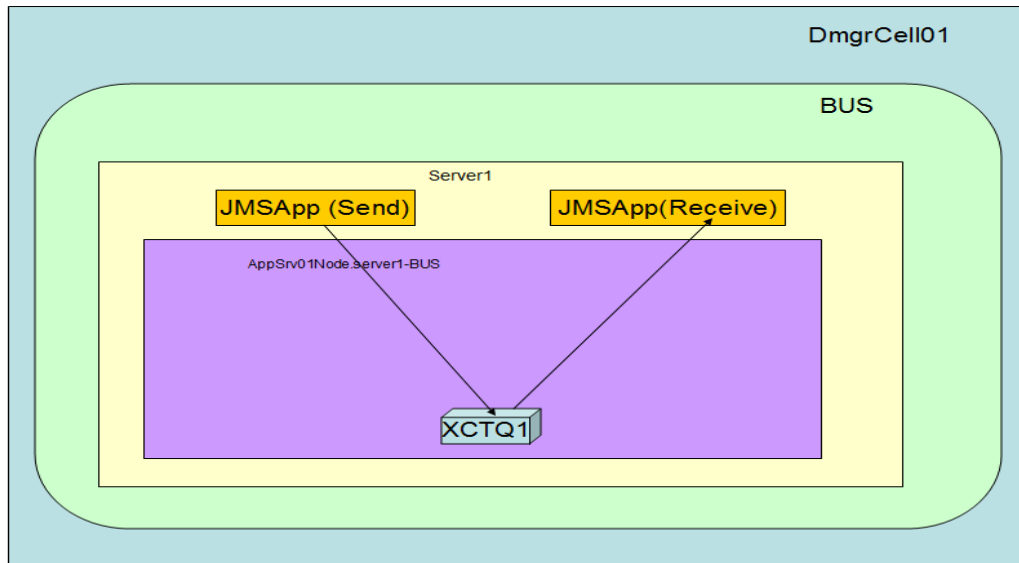 DmgrCell01
BUS
Server1
JMSApp (Send)
JMSApp(Receive)
AppSrv01Node.server1-BUS
XCTQ1